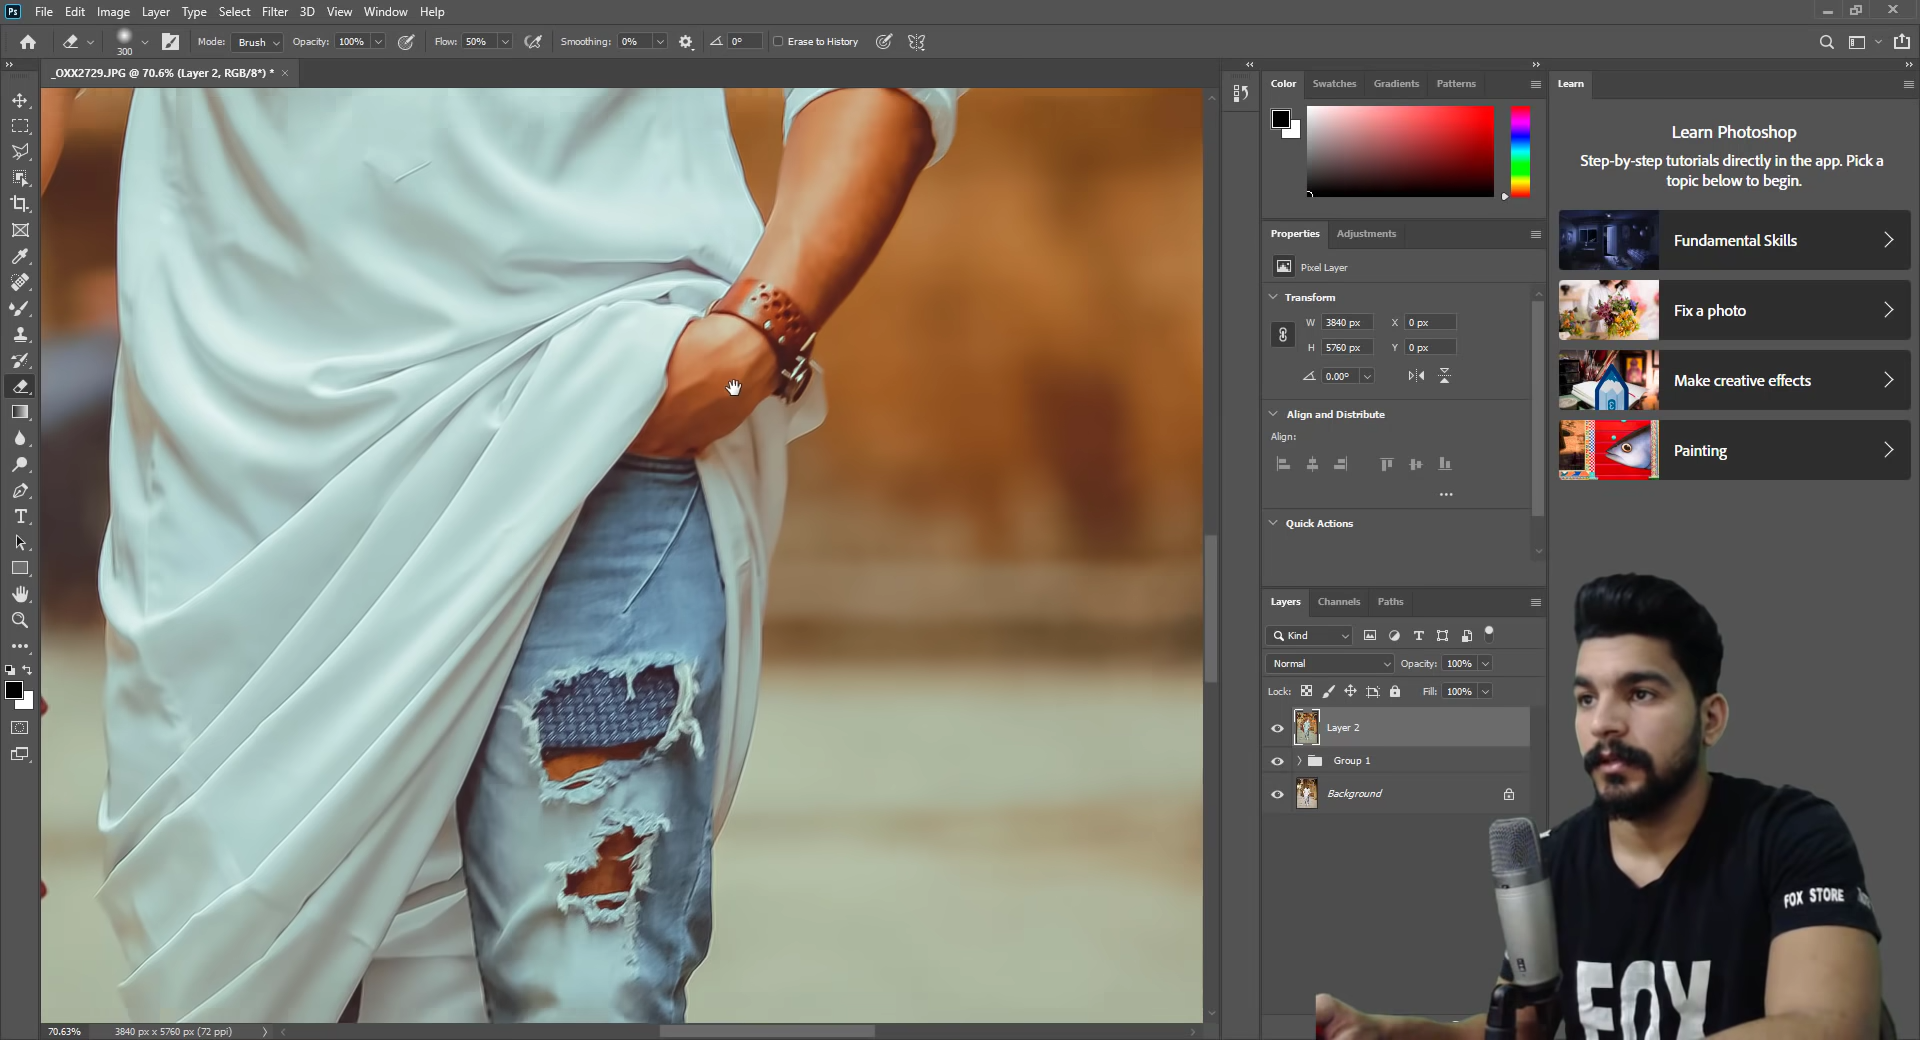 Ps File Edit Image Layer Type Select Filter 3D View Window Help
300 Mode: Brush Opacity: 100% Flow: 50% Smoothing: 0% 0° Erase to History
_OXX2729.JPG @ 70.6% (Layer 2, RGB/8*) *
Color Swatches Gradients Patterns
Properties Adjustments
Pixel Layer
Transform
W 3840 px X 0 px
H 5760 px Y 0 px
0.00°
Align and Distribute
Align:
Quick Actions
Layers Channels Paths
Kind
Normal Opacity: 100%
Lock: Fill: 100%
Layer 2
Group 1
Background
Learn
Learn Photoshop
Step-by-step tutorials directly in the app. Pick a
topic below to begin.
Fundamental Skills
Fix a photo
Make creative effects
Painting
FOX STORE
FOX
70.63% 3840 px x 5760 px (72 ppi)